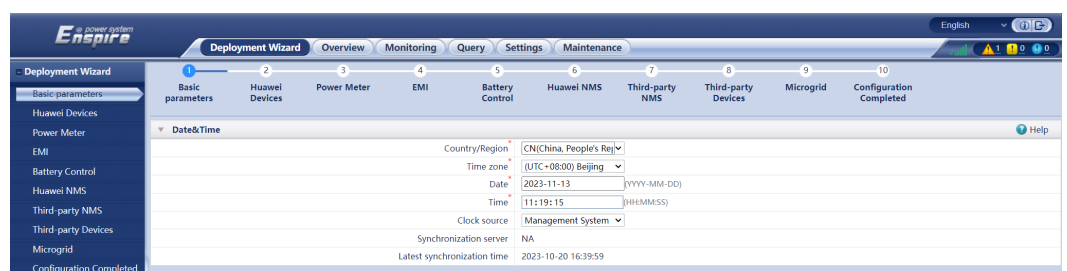 e power system
Enspire
English
Deployment Wizard Overview Monitoring Query Settings Maintenance
1 0 0
Deployment Wizard
Basic parameters
Huawei Devices
Power Meter
EMI
Battery Control
Huawei NMS
Third-party NMS
Third-party Devices
Microgrid
Configuration Completed
1 2 3 4 5 6 7 8 9 10
Basic parameters
Huawei Devices
Power Meter
EMI
Battery Control
Huawei NMS
Third-party NMS
Third-party Devices
Microgrid
Configuration Completed
Date&Time
Help
Country/Region * CN(China, People's Re
Time zone * (UTC+08:00) Beijing
Date * 2023-11-13 (YYYY-MM-DD)
Time * 11:19:15 (HH:MM:SS)
Clock source Management System
Synchronization server NA
Latest synchronization time 2023-10-20 16:39:59